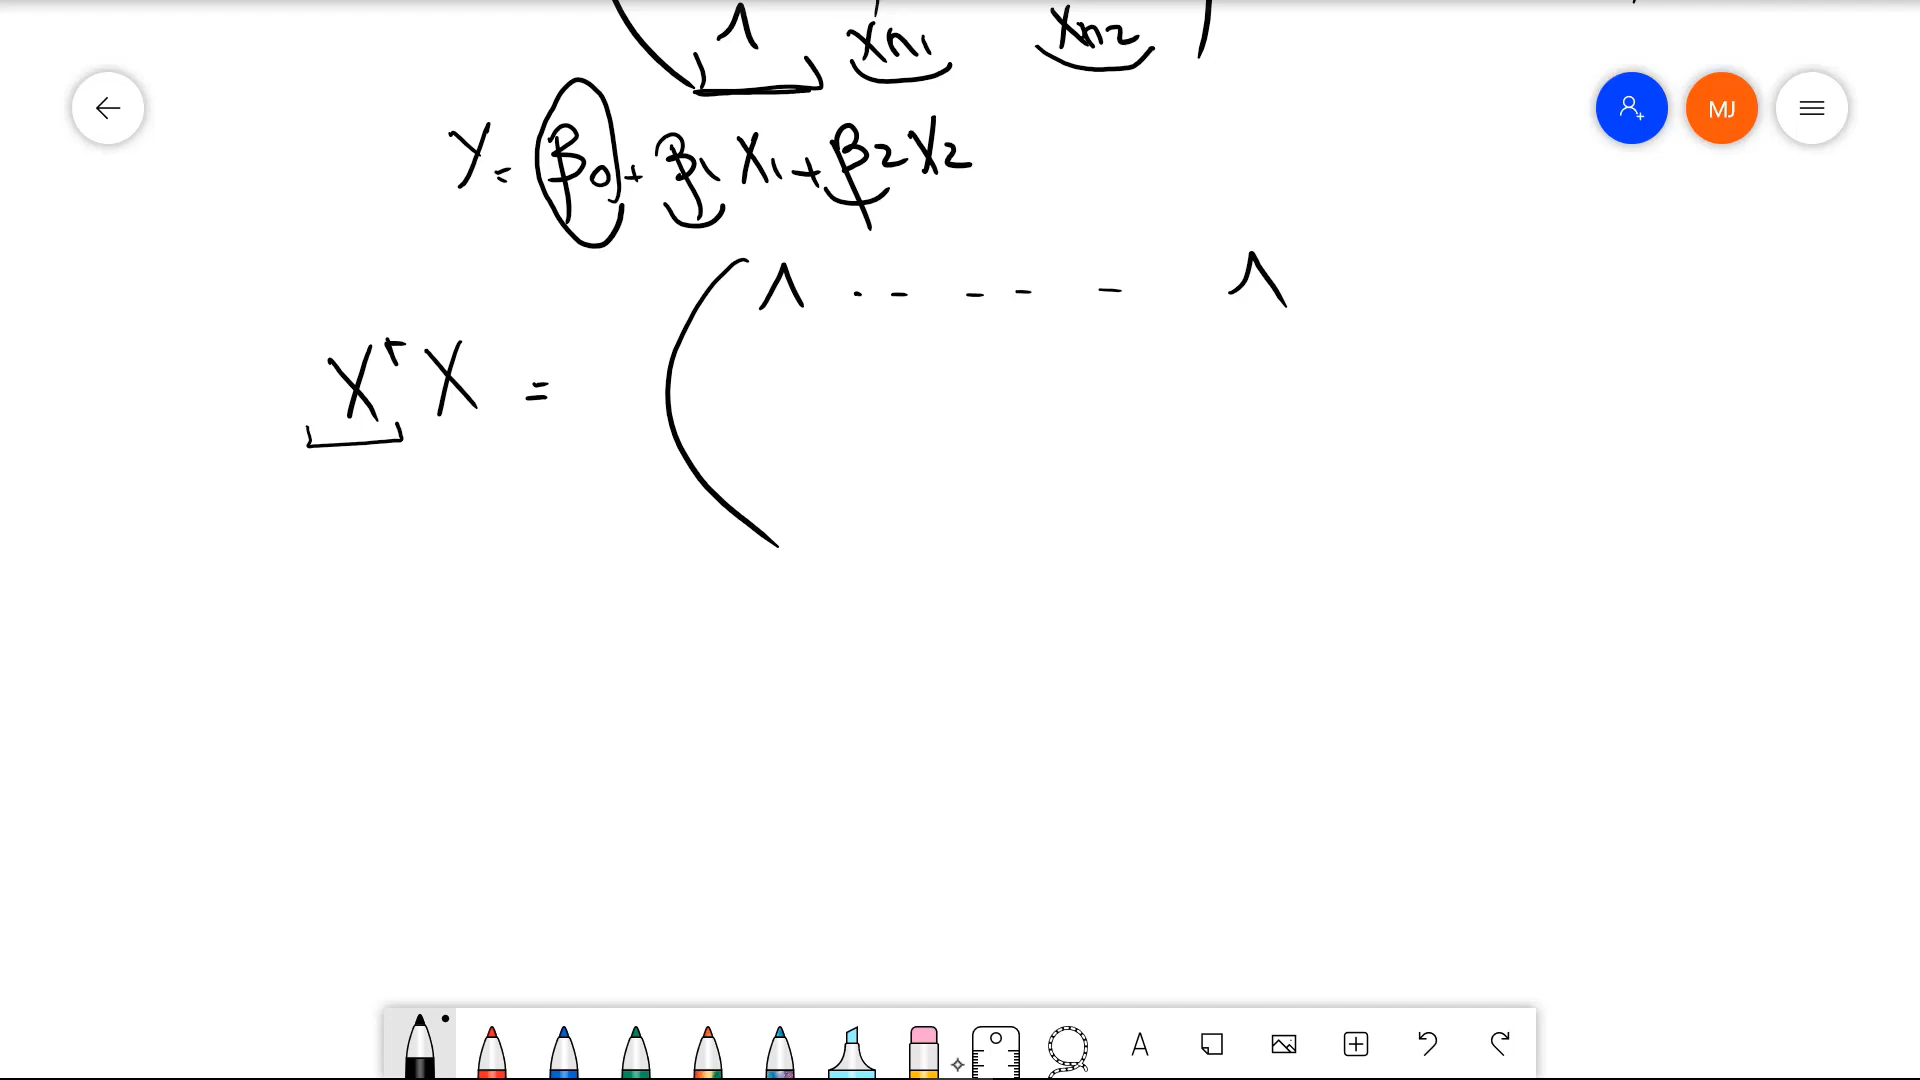 1 xn1 xn2
Y = β0 + β1 X1 + β2 X2
1 - - - - - 1
X^T X = (
MJ
A